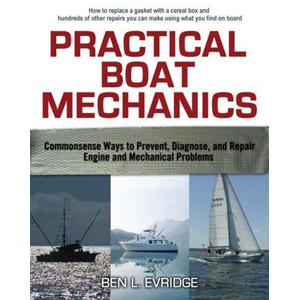 How to replace a gasket with a cereal box and
hundreds of other repairs you can make using what you find on board
PRACTICAL
BOAT
MECHANICS
Commonsense Ways to Prevent, Diagnose, and Repair
Engine and Mechanical Problems
BEN L. EVRIDGE